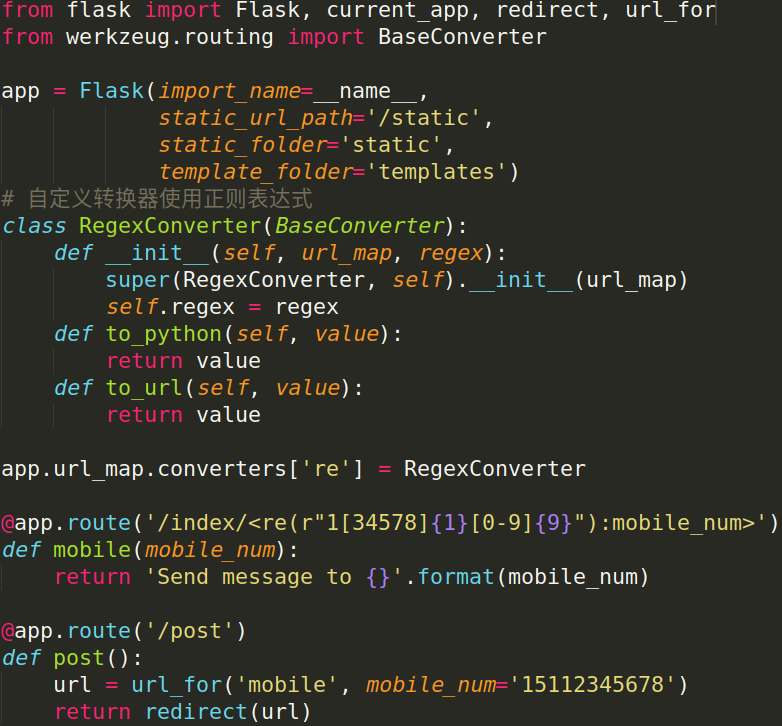 from flask import Flask, current_app, redirect, url_for
from werkzeug.routing import BaseConverter

app = Flask(import_name=__name__,
            static_url_path='/static',
            static_folder='static',
            template_folder='templates')
# 自定义转换器使用正则表达式
class RegexConverter(BaseConverter):
    def __init__(self, url_map, regex):
        super(RegexConverter, self).__init__(url_map)
        self.regex = regex
    def to_python(self, value):
        return value
    def to_url(self, value):
        return value

app.url_map.converters['re'] = RegexConverter

@app.route('/index/<re(r"1[34578]{1}[0-9]{9}"):mobile_num>')
def mobile(mobile_num):
    return 'Send message to {}'.format(mobile_num)

@app.route('/post')
def post():
    url = url_for('mobile', mobile_num='15112345678')
    return redirect(url)